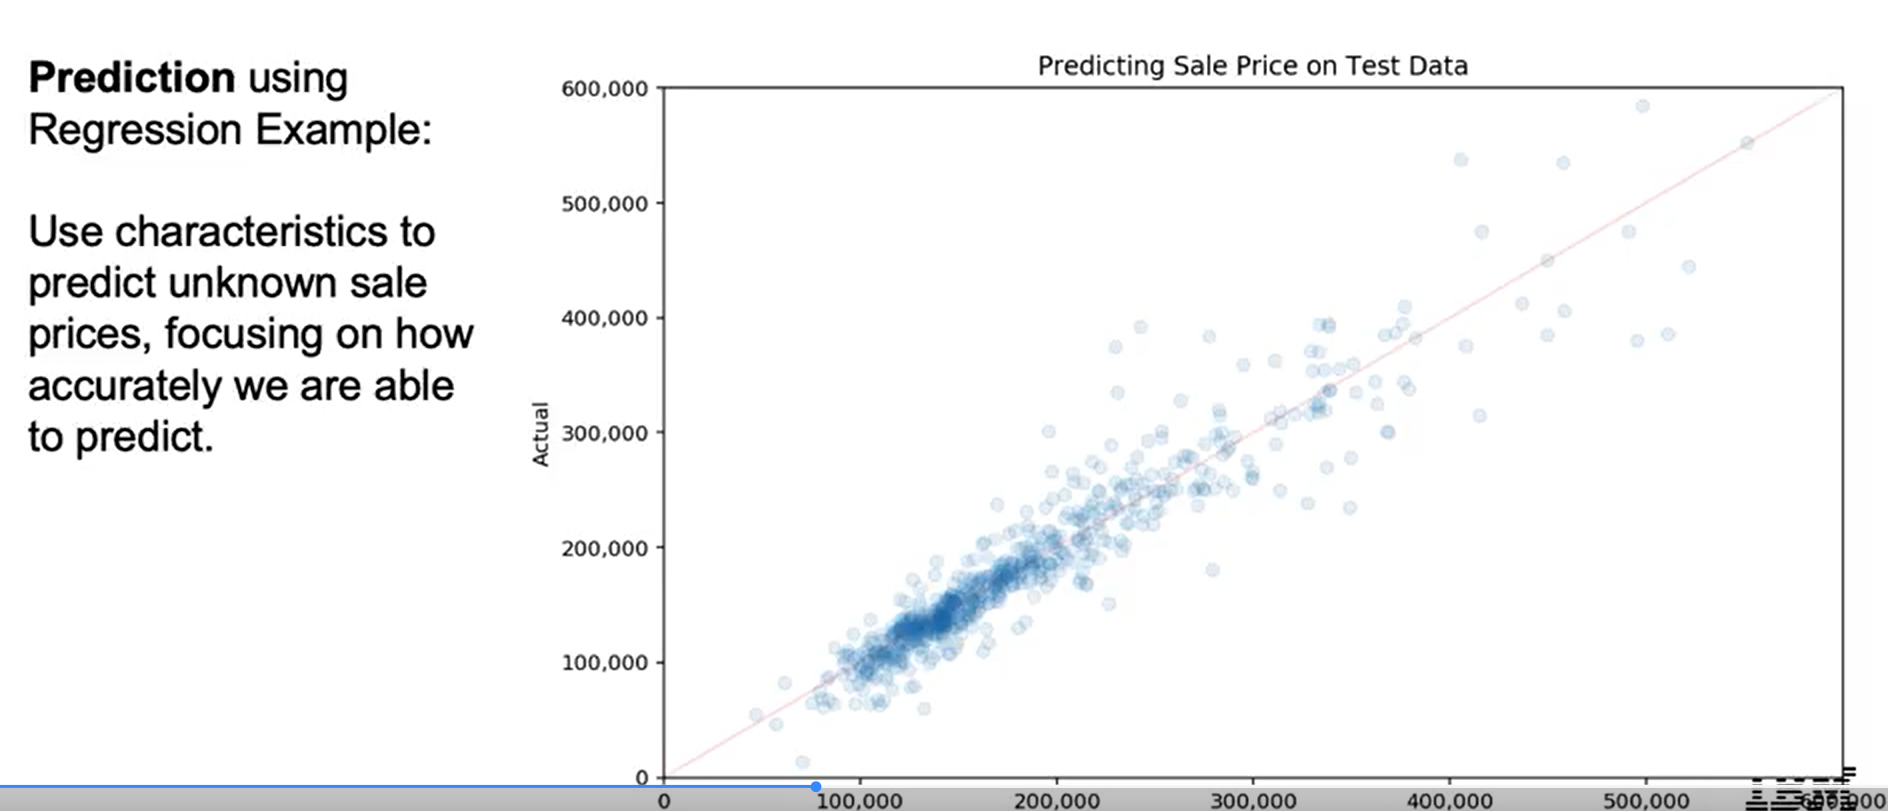 Prediction using
Regression Example:
Use characteristics to
predict unknown sale
prices, focusing on how
accurately we are able
to predict.
Predicting Sale Price on Test Data
600,000
500,000
400,000
300,000
200,000
100,000
0
Actual
0 100,000 200,000 300,000 400,000 500,000